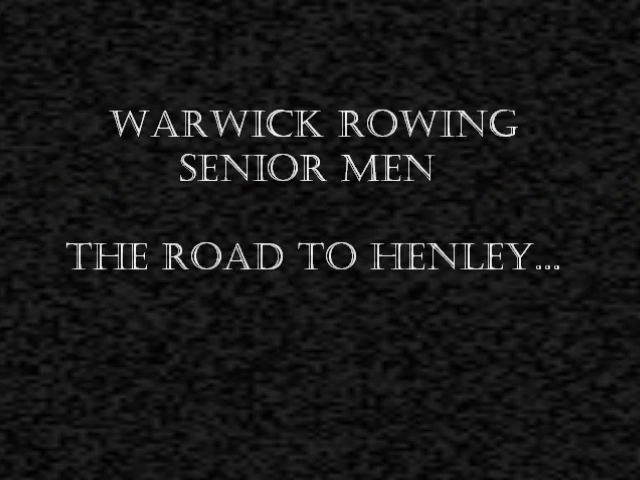 WARWICK ROWING
SENIOR MEN
THE ROAD TO HENLEY...